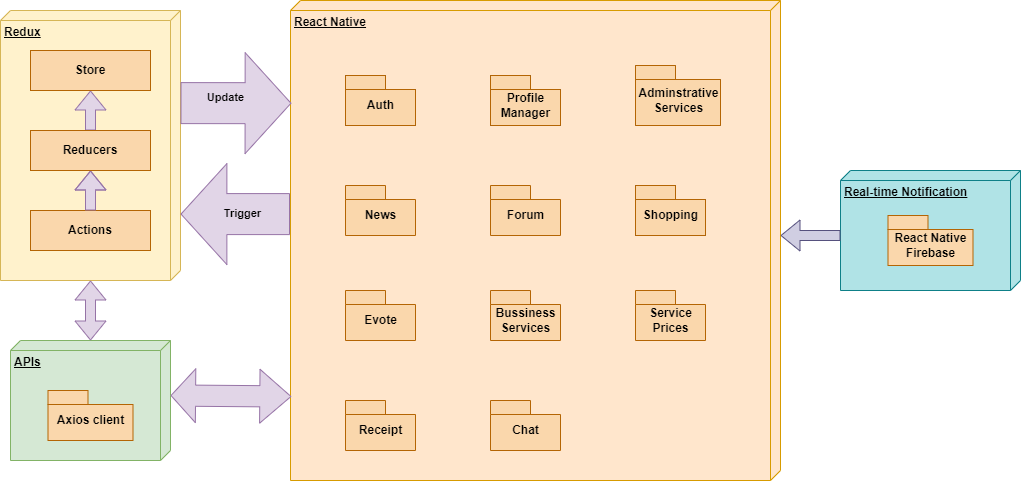 Redux
Store
Reducers
Actions
Update
Trigger
APIs
Axios client
React Native
Auth
Profile
Manager
Adminstrative
Services
News
Forum
Shopping
Evote
Bussiness
Services
Service
Prices
Receipt
Chat
Real-time Notification
React Native
Firebase